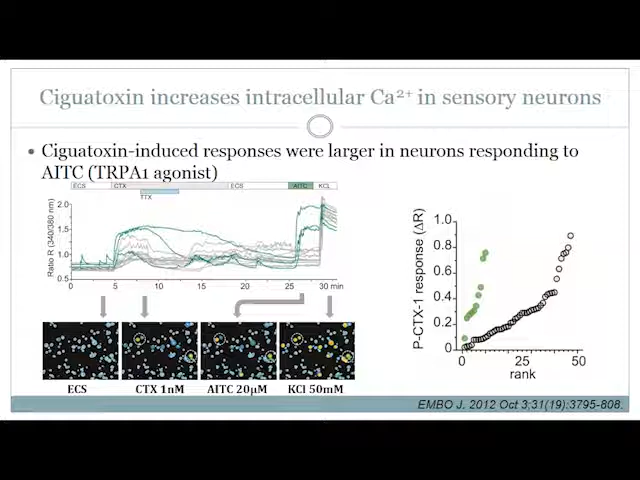 Ciguatoxin increases intracellular Ca²⁺ in sensory neurons
• Ciguatoxin-induced responses were larger in neurons responding to
AITC (TRPA1 agonist)
ECS CTX ECS AITC KCL
TTX
Ratio R (340/380 nm)
2.0
1.5
1.0
0.5
0 5 10 15 20 25 30 min
ECS CTX 1nM AITC 20μM KCl 50mM
P-CTX-1 response (ΔR)
1.0
0.8
0.6
0.4
0.2
0
0 25 50
rank
EMBO J. 2012 Oct 3;31(19):3795-808.